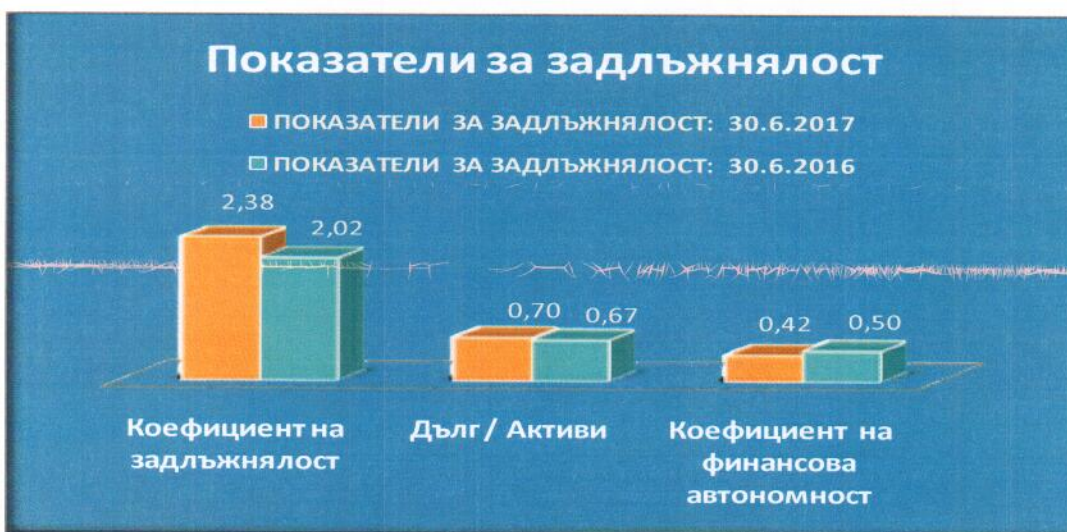 Показатели за задлъжнялост
ПОКАЗАТЕЛИ ЗА ЗАДЛЪЖНЯЛОСТ: 30.6.2017
ПОКАЗАТЕЛИ ЗА ЗАДЛЪЖНЯЛОСТ: 30.6.2016
2,38
2,02
0,70
0,67
0,42
0,50
Коефициент на
задлъжнялост
Дълг / Активи
Коефициент на
финансова
автономност